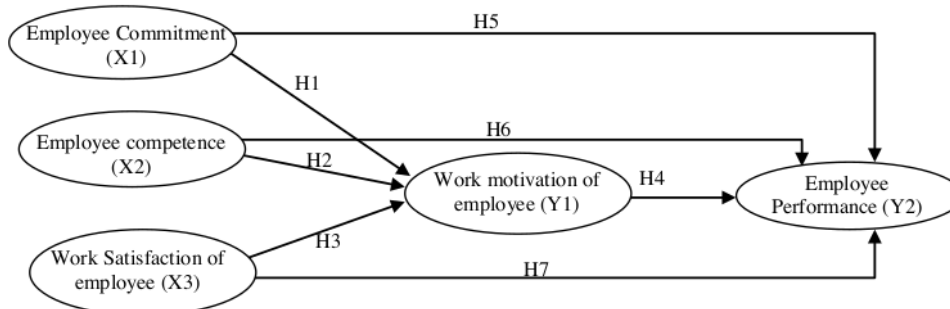 Employee Commitment
(X1)
H5
H1
Employee competence
(X2)
H6
H2
Work motivation of
employee (Y1)
H4
Employee
Performance (Y2)
H3
Work Satisfaction of
employee (X3)
H7